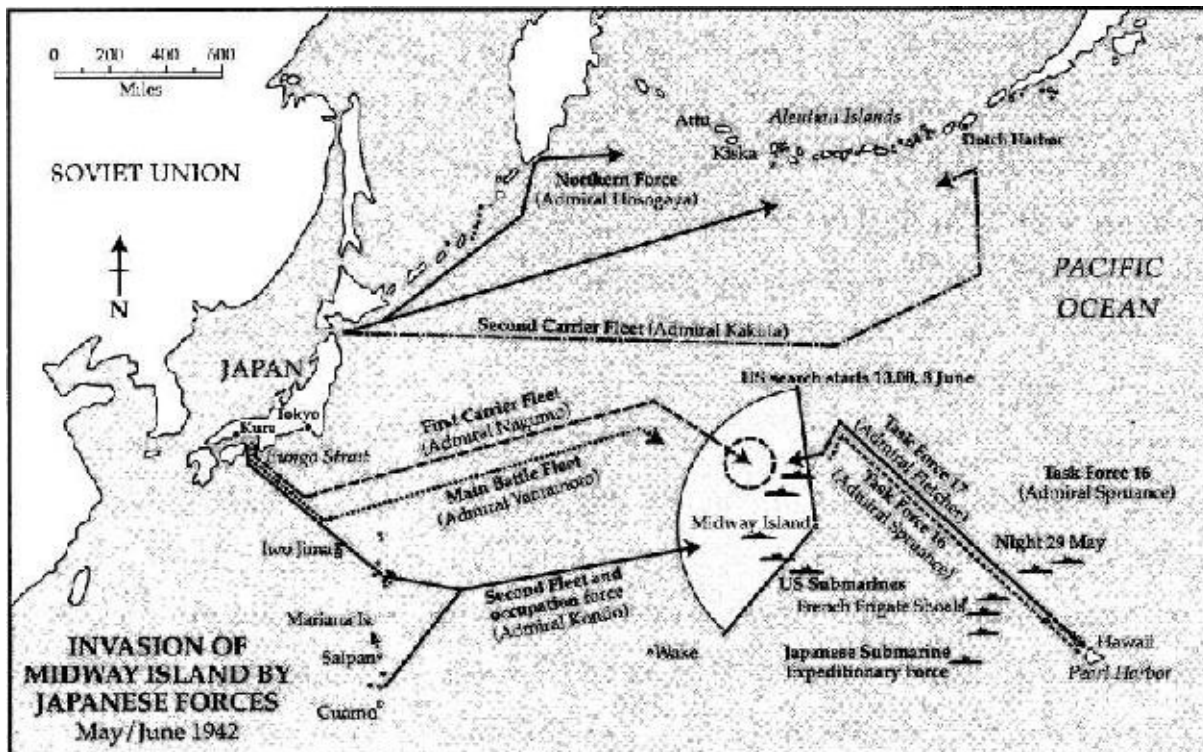 0 200 400 600
Miles
SOVIET UNION
N
Attu
Kiska
Aleutian Islands
Dutch Harbor
Northern Force
(Admiral Hosogaya)
PACIFIC
OCEAN
Second Carrier Fleet (Admiral Kakuta)
JAPAN
Tokyo
Kuru
Bungo Strait
US search starts 13.00, 3 June
First Carrier Fleet
(Admiral Nagumo)
Main Battle Fleet
(Admiral Yamamoto)
Task Force 17
(Admiral Fletcher)
Task Force 16
(Admiral Spruance)
Task Force 16
(Admiral Spruance)
Midway Island
Night 29 May
Iwo Jima
Second Fleet and
occupation force
(Admiral Kondo)
US Submarines
French Frigate Shoals
Mariana Is.
Saipan
Wake
Japanese Submarine
Expeditionary Force
Hawaii
Pearl Harbor
INVASION OF
MIDWAY ISLAND BY
JAPANESE FORCES
May/June 1942